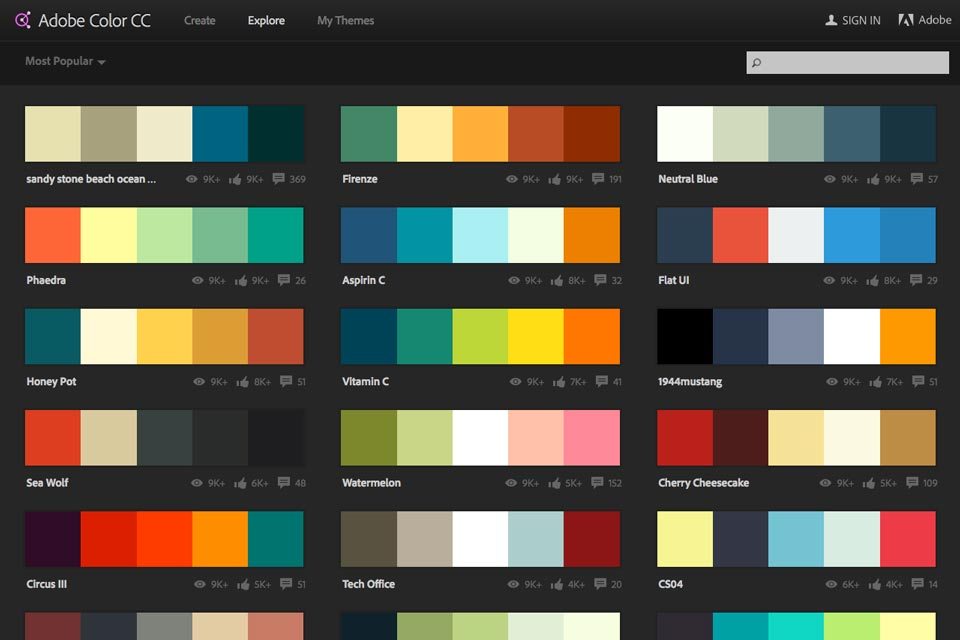 Adobe Color CC Create Explore My Themes SIGN IN Adobe
Most Popular
sandy stone beach ocean ... 9K+ 9K+ 369 Firenze 9K+ 9K+ 191 Neutral Blue 9K+ 9K+ 57
Phaedra 9K+ 9K+ 26 Aspirin C 9K+ 8K+ 32 Flat UI 9K+ 8K+ 29
Honey Pot 9K+ 8K+ 51 Vitamin C 9K+ 7K+ 41 1944mustang 9K+ 7K+ 51
Sea Wolf 9K+ 6K+ 48 Watermelon 9K+ 5K+ 152 Cherry Cheesecake 9K+ 5K+ 109
Circus III 9K+ 5K+ 51 Tech Office 9K+ 4K+ 20 CS04 6K+ 4K+ 14